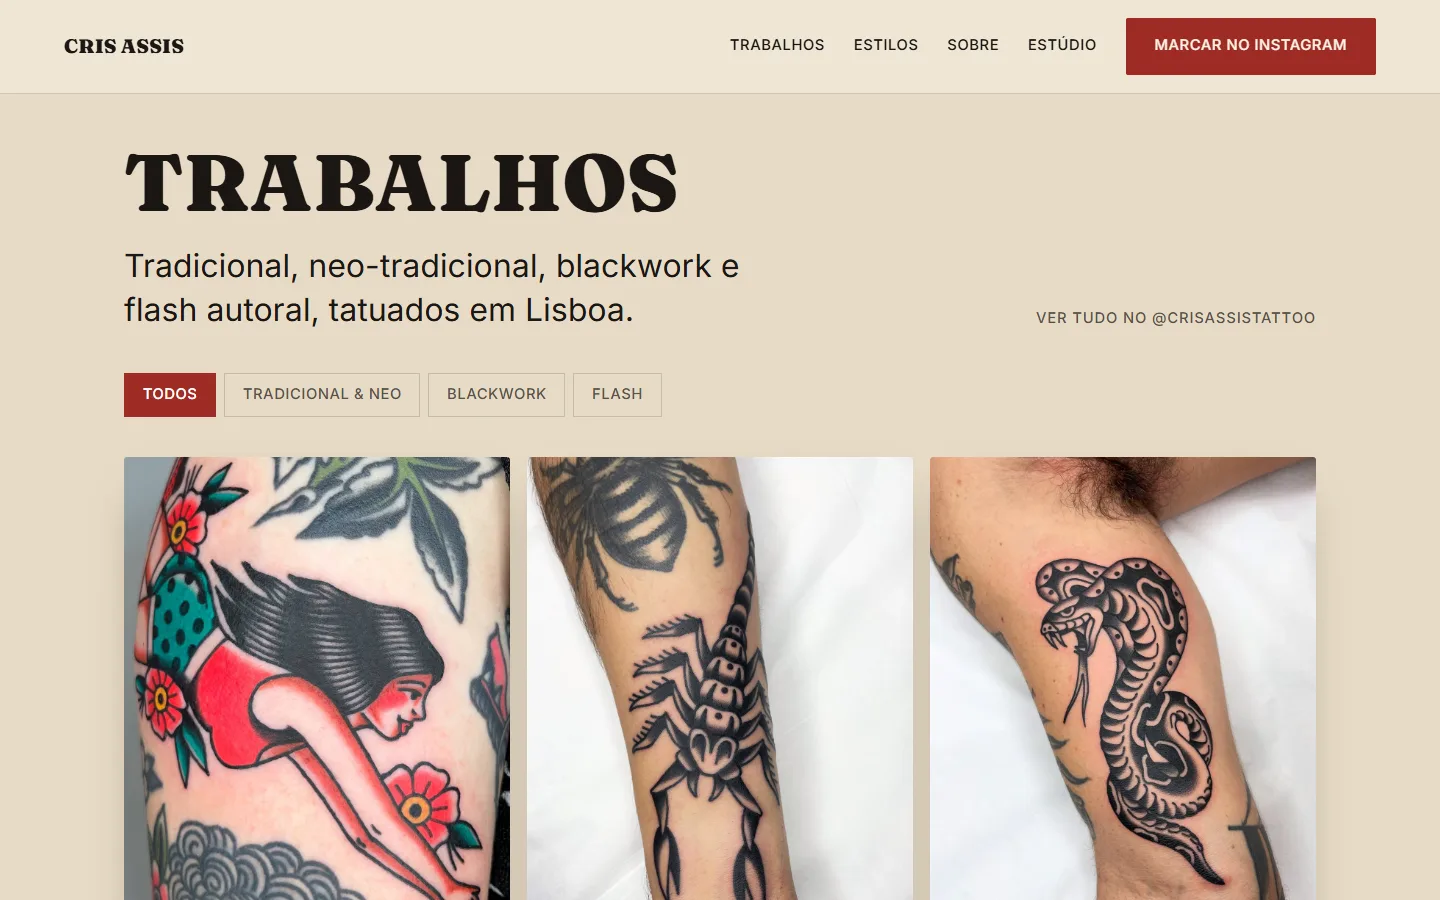 CRIS ASSIS
TRABALHOS
ESTILOS
SOBRE
ESTÚDIO
MARCAR NO INSTAGRAM
TRABALHOS
Tradicional, neo-tradicional, blackwork e
flash autoral, tatuados em Lisboa.
VER TUDO NO @CRISASSISTATTOO
TODOS
TRADICIONAL & NEO
BLACKWORK
FLASH